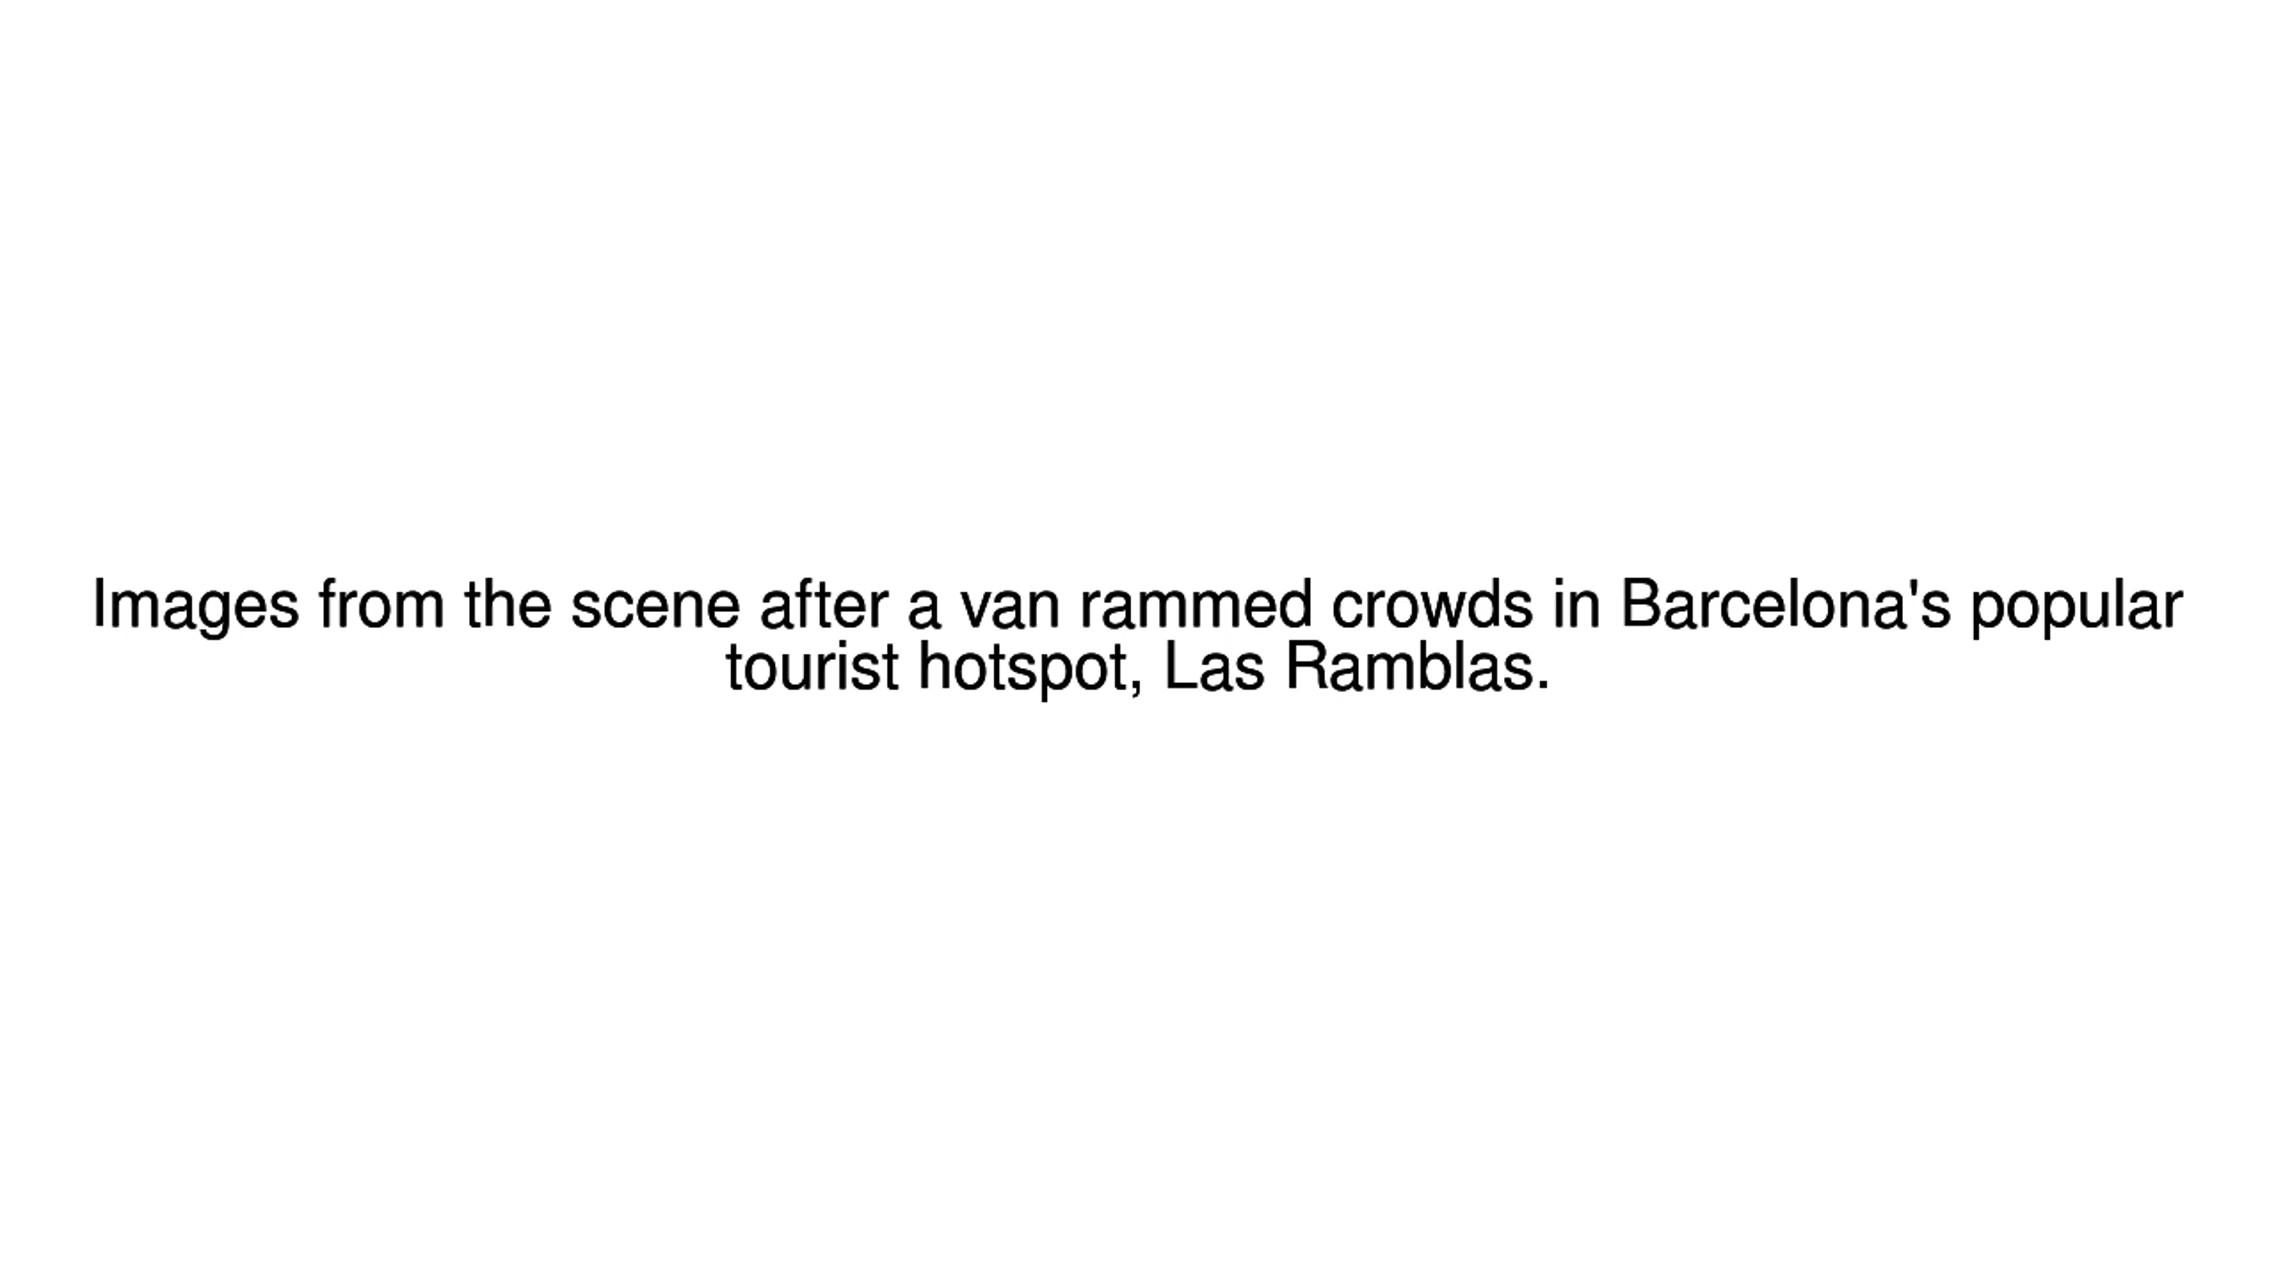 Images from the scene after a van rammed crowds in Barcelona's popular
tourist hotspot, Las Ramblas.